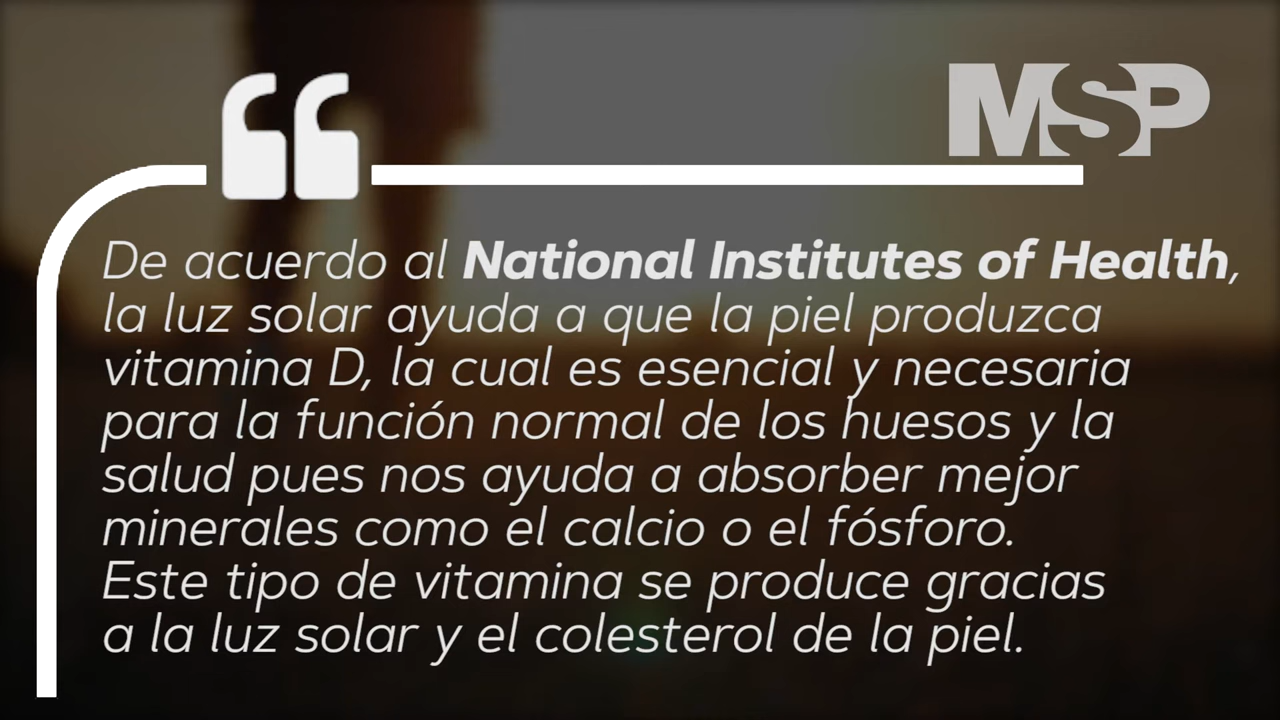 MSP
De acuerdo al National Institutes of Health,
la luz solar ayuda a que la piel produzca
vitamina D, la cual es esencial y necesaria
para la función normal de los huesos y la
salud pues nos ayuda a absorber mejor
minerales como el calcio o el fósforo.
Este tipo de vitamina se produce gracias
a la luz solar y el colesterol de la piel.